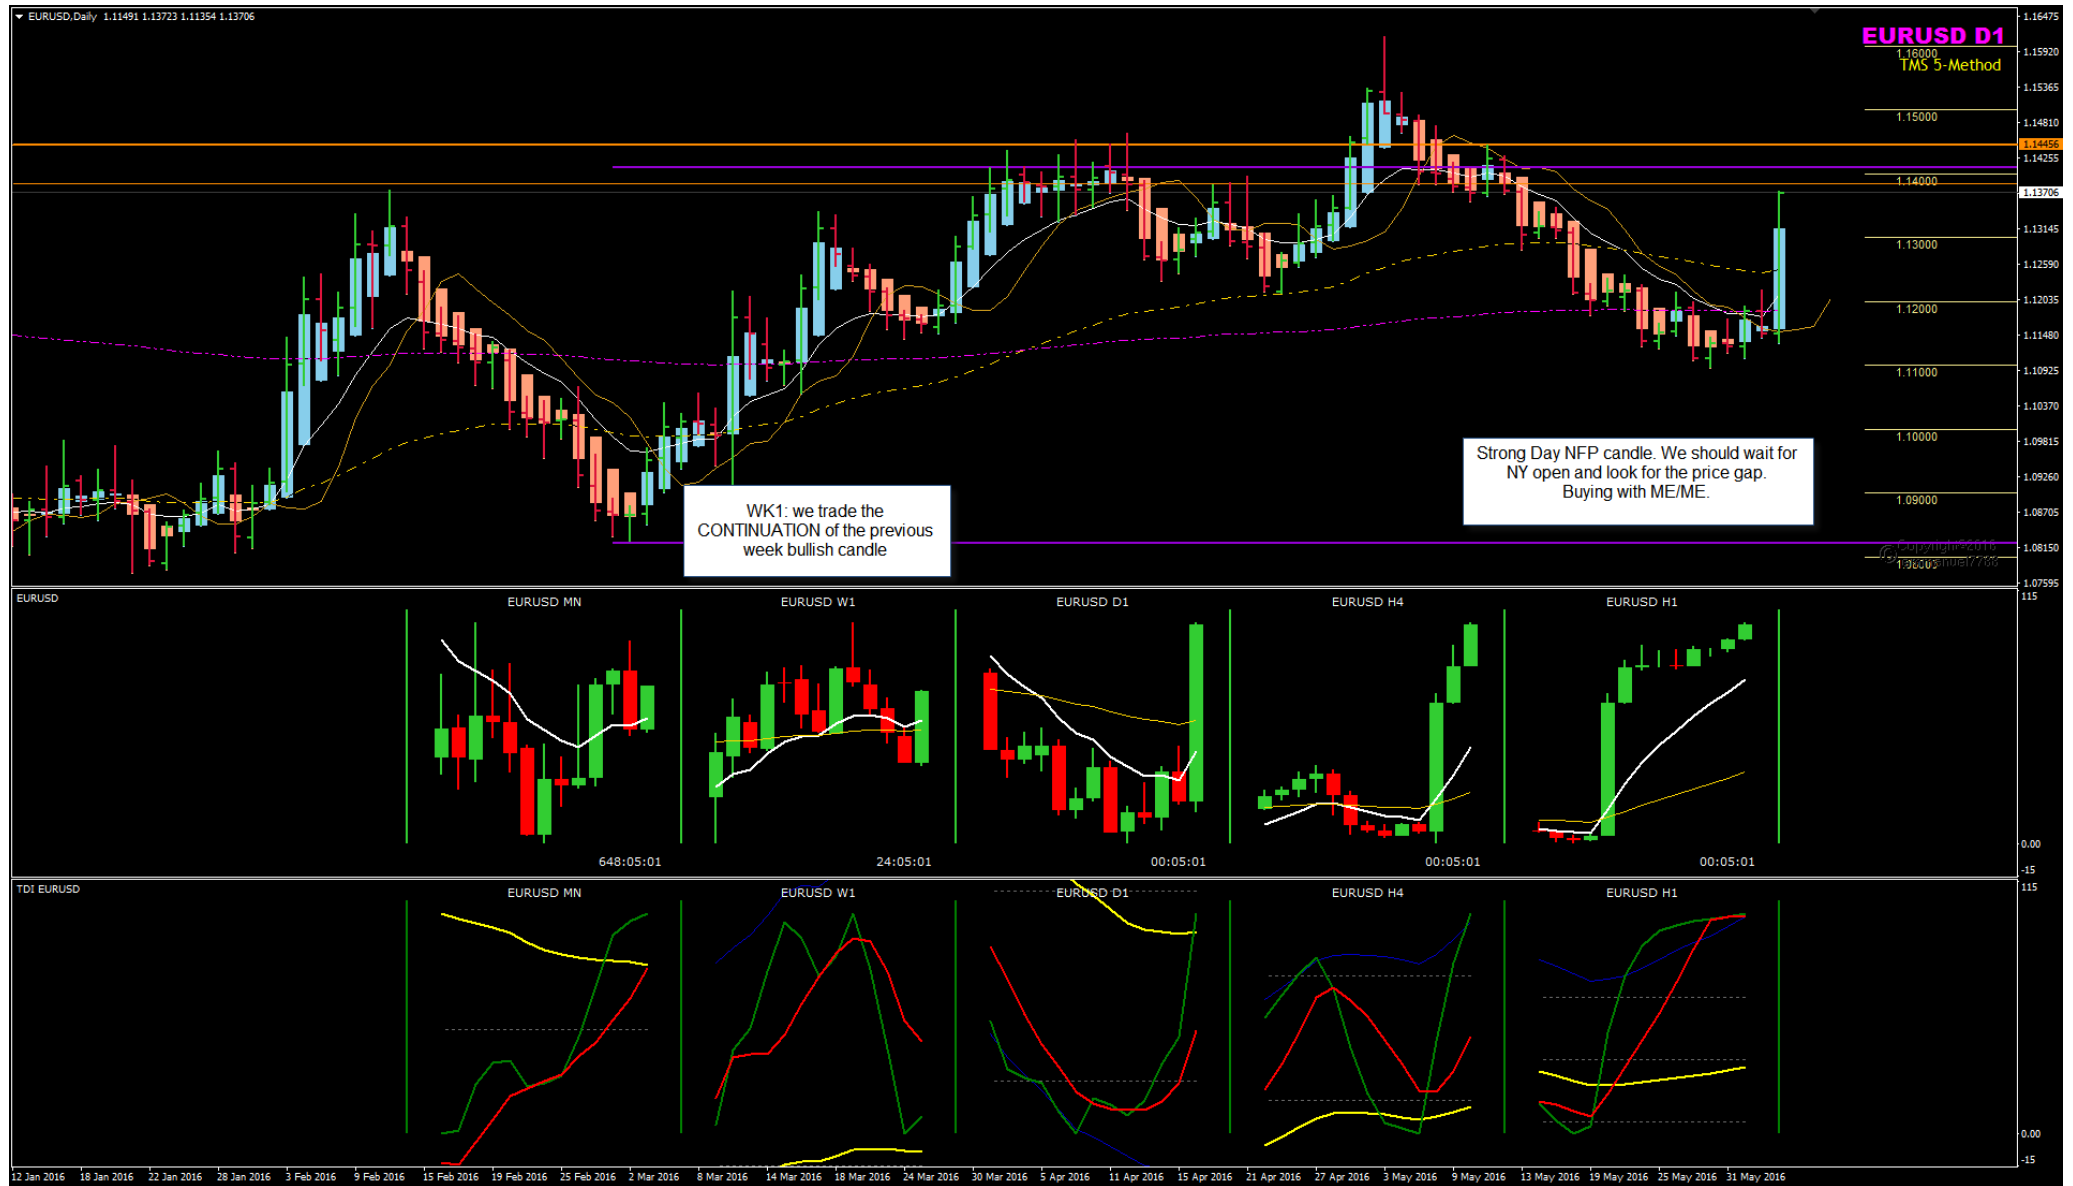 EURUSD,Daily 1.11491 1.13723 1.11354 1.13706
EURUSD D1
TMS 5-Method
1.16000
1.15000
1.14000
1.13000
1.12000
1.11000
1.10000
1.09000
1.08000
1.16475
1.15920
1.15365
1.14810
1.14456
1.14255
1.13706
1.13145
1.12590
1.12035
1.11480
1.10925
1.10370
1.09815
1.09260
1.08705
1.08150
1.07595
WK1: we trade the
CONTINUATION of the previous
week bullish candle
Strong Day NFP candle. We should wait for
NY open and look for the price gap.
Buying with ME/ME.
EURUSD
EURUSD MN
EURUSD W1
EURUSD D1
EURUSD H4
EURUSD H1
115
0.00
-15
648:05:01
24:05:01
00:05:01
00:05:01
00:05:01
TDI EURUSD
EURUSD MN
EURUSD W1
EURUSD D1
EURUSD H4
EURUSD H1
115
0.00
-15
12 Jan 2016 18 Jan 2016 22 Jan 2016 28 Jan 2016 3 Feb 2016 9 Feb 2016 15 Feb 2016 19 Feb 2016 25 Feb 2016 2 Mar 2016 8 Mar 2016 14 Mar 2016 18 Mar 2016 24 Mar 2016 30 Mar 2016 5 Apr 2016 11 Apr 2016 15 Apr 2016 21 Apr 2016 27 Apr 2016 3 May 2016 9 May 2016 13 May 2016 19 May 2016 25 May 2016 31 May 2016